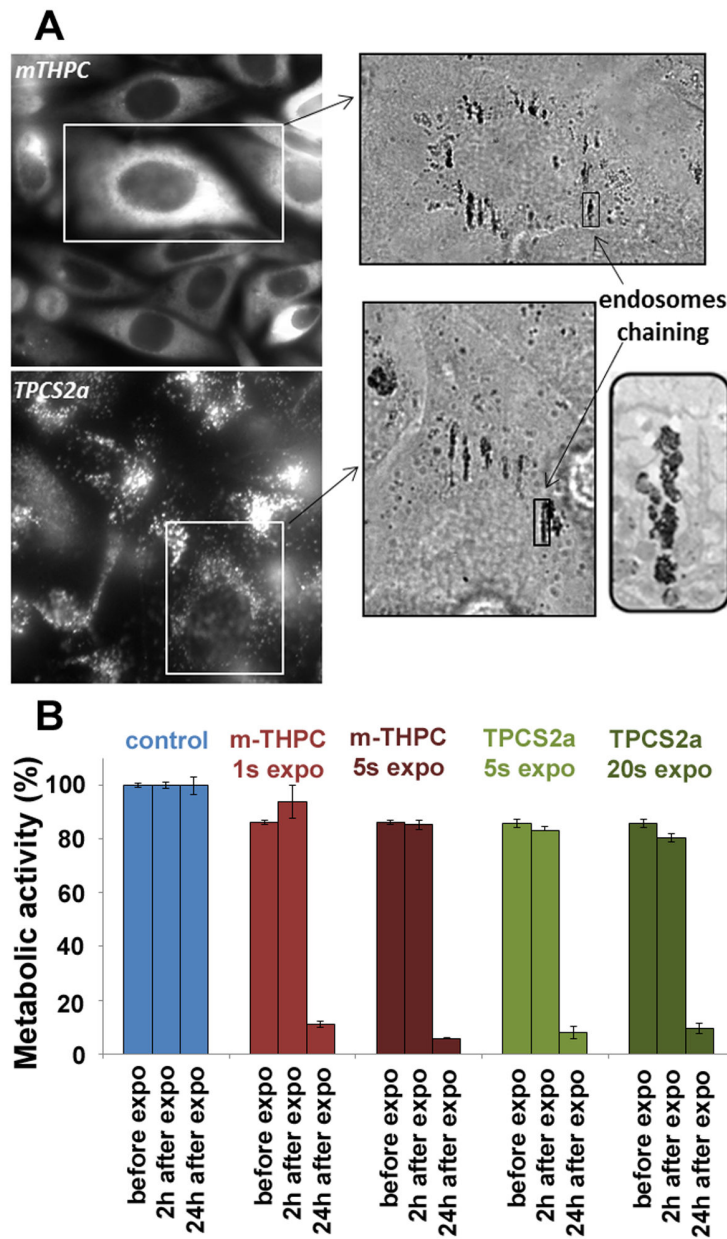 A
mTHPC
endosomes
chaining
TPCS2a
B
control
m-THPC
1s expo
m-THPC
5s expo
TPCS2a
5s expo
TPCS2a
20s expo
Metabolic activity (%)
100
80
60
40
20
0
before expo
2h after expo
24h after expo
before expo
2h after expo
24h after expo
before expo
2h after expo
24h after expo
before expo
2h after expo
24h after expo
before expo
2h after expo
24h after expo